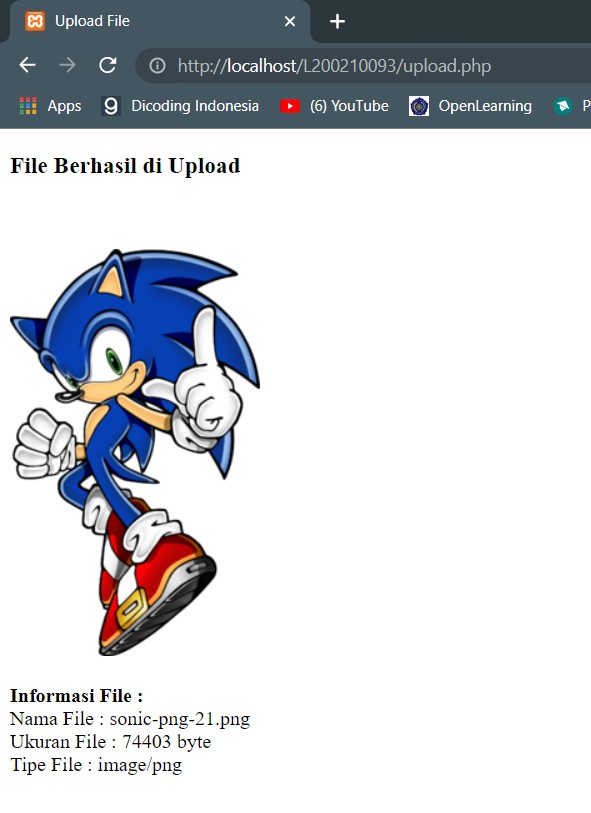 Upload File
http://localhost/L200210093/upload.php
Apps
Dicoding Indonesia
(6) YouTube
OpenLearning
P
File Berhasil di Upload
Informasi File :
Nama File : sonic-png-21.png
Ukuran File : 74403 byte
Tipe File : image/png